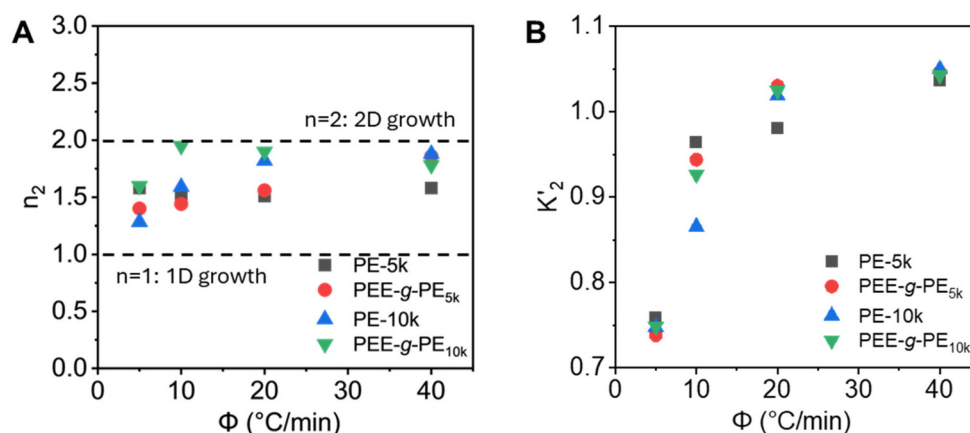 A
3.0
2.5
2.0
1.5
1.0
0.5
0.0
n₂
n=2: 2D growth
n=1: 1D growth
PE-5k
PEE-g-PE₅ₖ
PE-10k
PEE-g-PE₁₀ₖ
0 10 20 30 40
Φ (°C/min)
B
1.1
1.0
0.9
0.8
0.7
K'₂
PE-5k
PEE-g-PE₅ₖ
PE-10k
PEE-g-PE₁₀ₖ
0 10 20 30 40
Φ (°C/min)